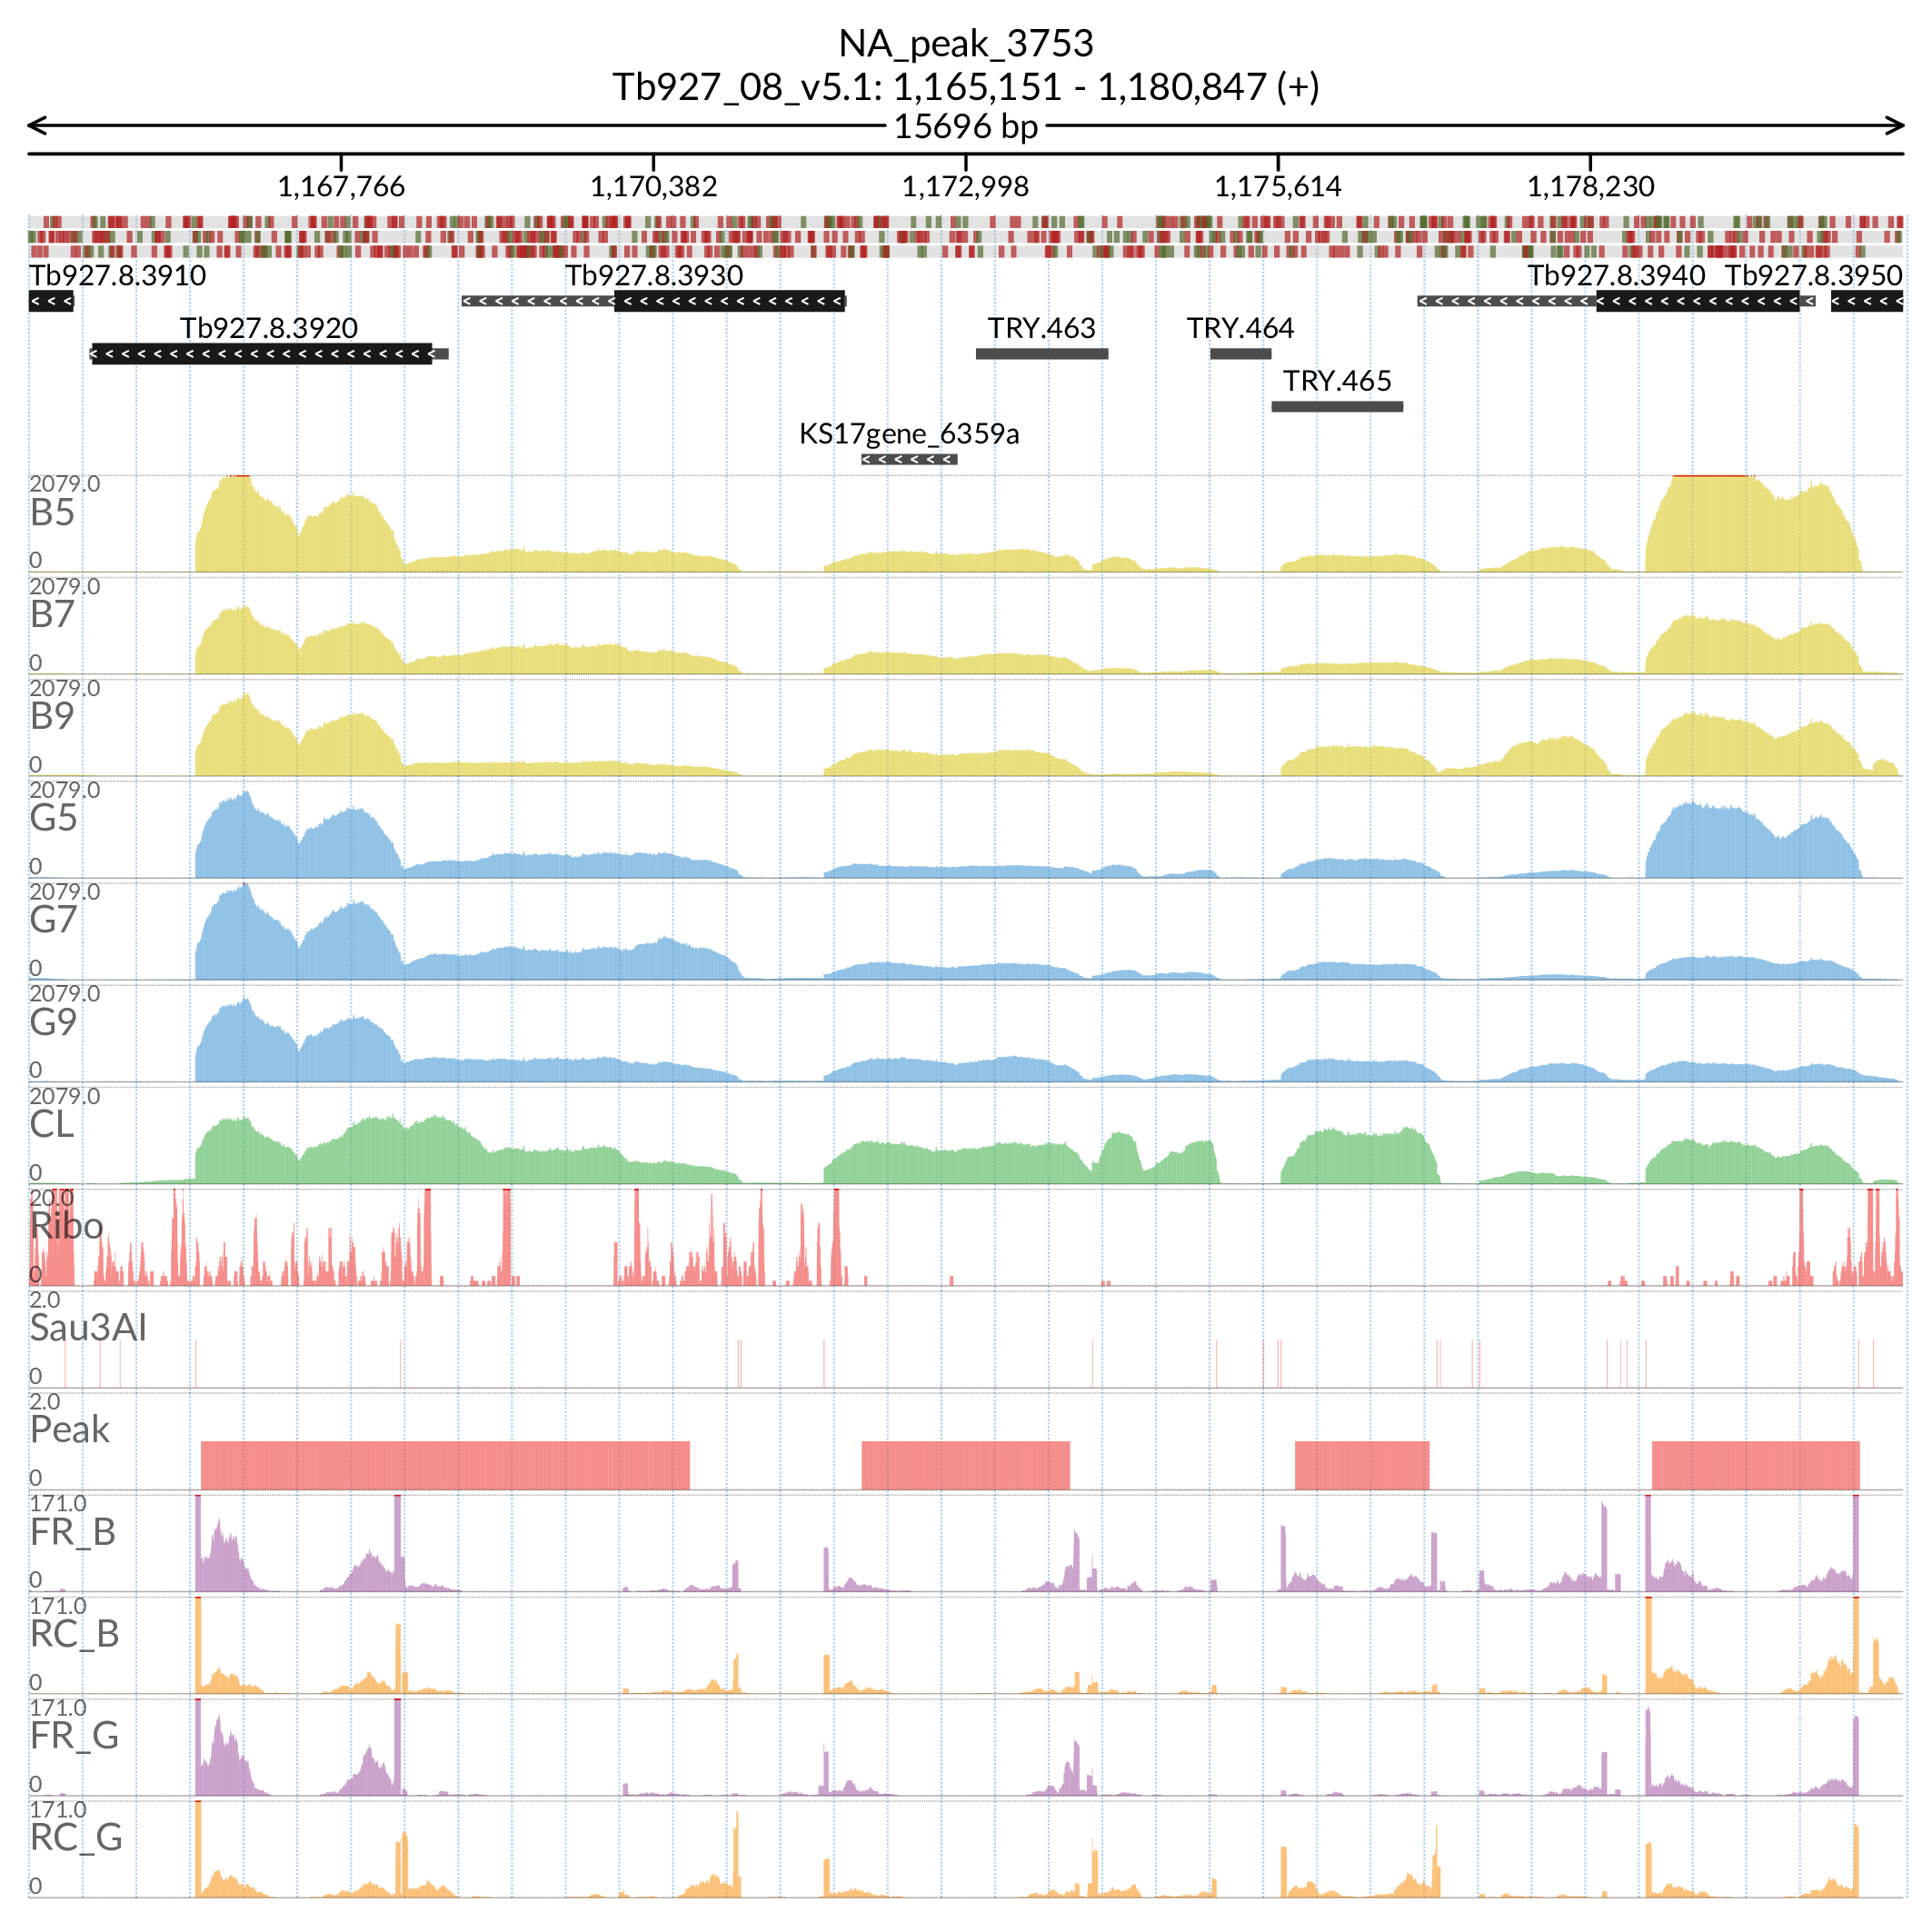 NA_peak_3753
Tb927_08_v5.1: 1,165,151 - 1,180,847 (+)
15696 bp
1,167,766 1,170,382 1,172,998 1,175,614 1,178,230
Tb927.8.3910 Tb927.8.3930 Tb927.8.3940 Tb927.8.3950
Tb927.8.3920 TRY.463 TRY.464
TRY.465
KS17gene_6359a
2079.0
B5
0
2079.0
B7
0
2079.0
B9
0
2079.0
G5
0
2079.0
G7
0
2079.0
G9
0
2079.0
CL
0
20.0
Ribo
0
2.0
Sau3AI
0
2.0
Peak
0
171.0
FR_B
0
171.0
RC_B
0
171.0
FR_G
0
171.0
RC_G
0